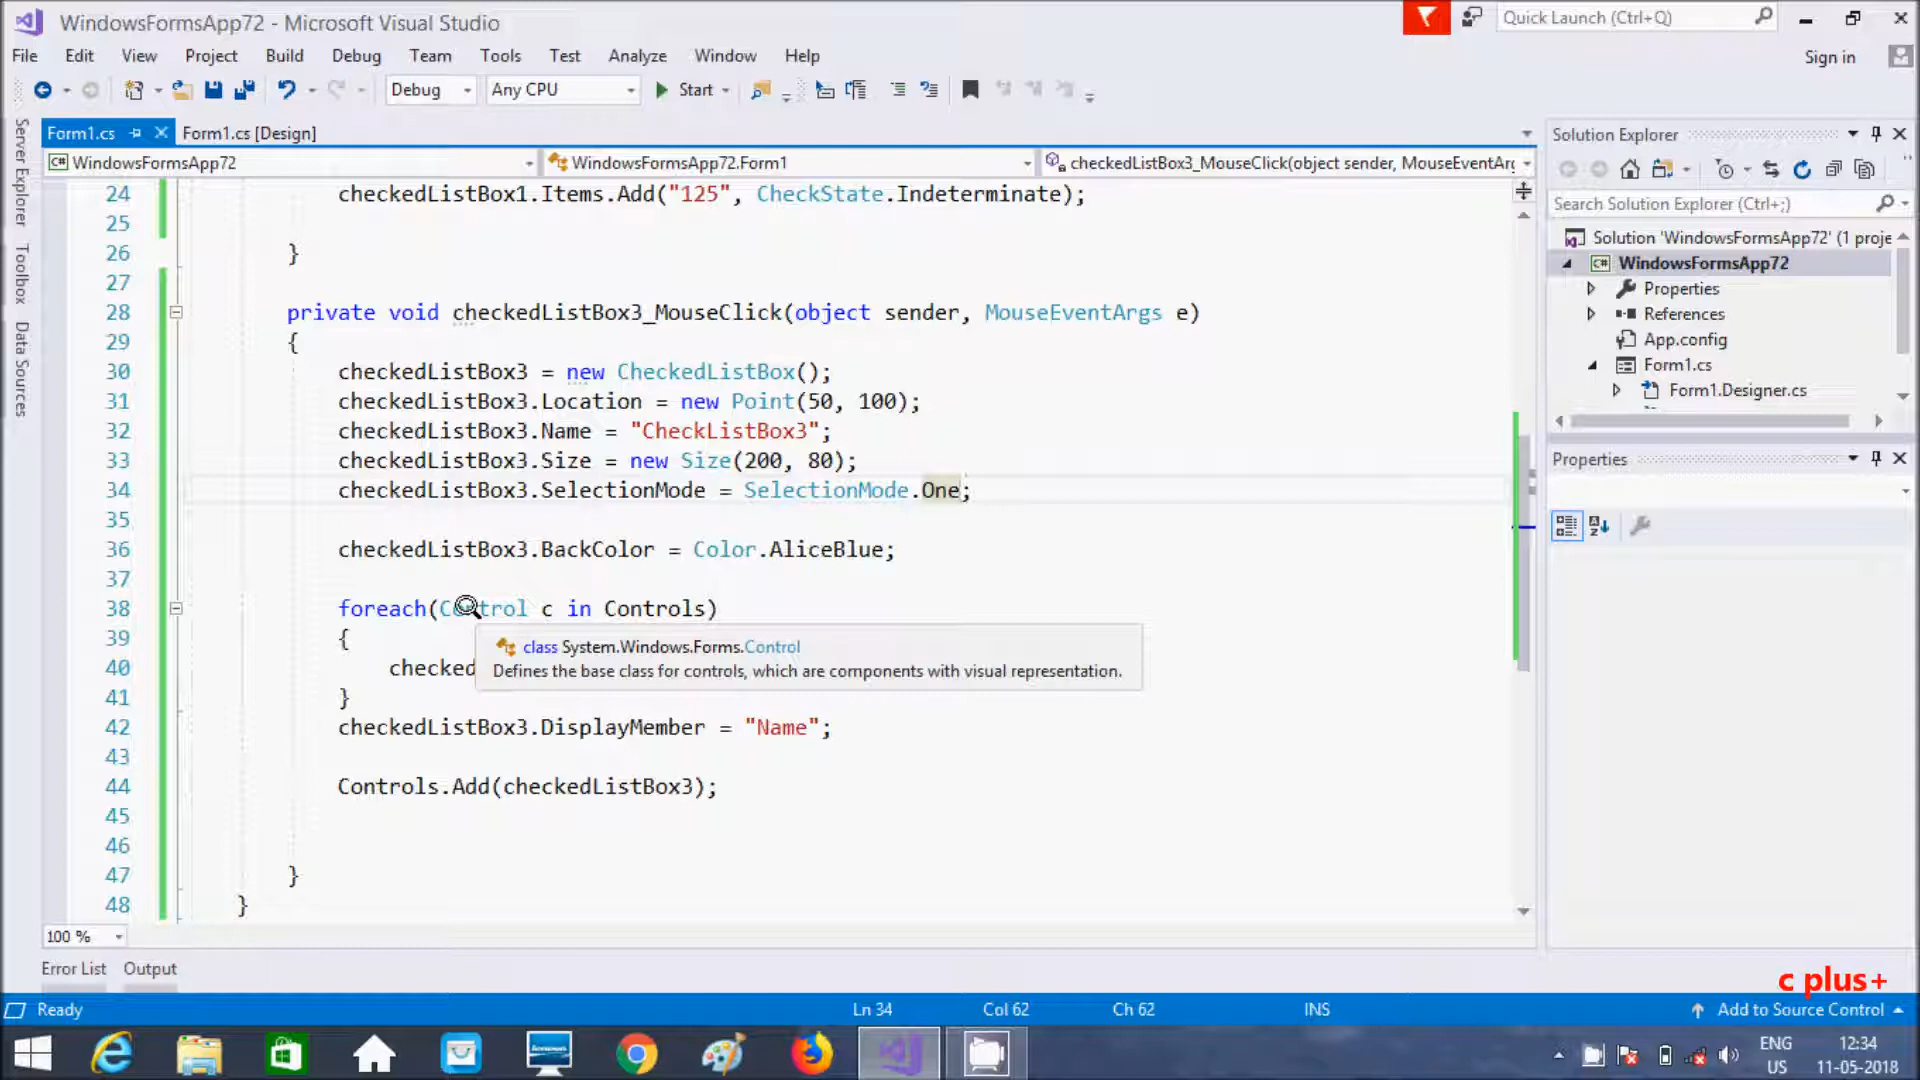 WindowsFormsApp72 - Microsoft Visual Studio
Quick Launch (Ctrl+Q)
File Edit View Project Build Debug Team Tools Test Analyze Window Help
Sign in
Debug Any CPU Start
Server Explorer
Toolbox
Data Sources
Form1.cs Form1.cs [Design]
WindowsFormsApp72 WindowsFormsApp72.Form1 checkedListBox3_MouseClick(object sender, MouseEventArg
24 checkedListBox1.Items.Add("125", CheckState.Indeterminate);
25
26 }
27
28 private void checkedListBox3_MouseClick(object sender, MouseEventArgs e)
29 {
30 checkedListBox3 = new CheckedListBox();
31 checkedListBox3.Location = new Point(50, 100);
32 checkedListBox3.Name = "CheckListBox3";
33 checkedListBox3.Size = new Size(200, 80);
34 checkedListBox3.SelectionMode = SelectionMode.One;
35
36 checkedListBox3.BackColor = Color.AliceBlue;
37
38 foreach(Control c in Controls)
39 {
class System.Windows.Forms.Control
40 checked
Defines the base class for controls, which are components with visual representation.
41 }
42 checkedListBox3.DisplayMember = "Name";
43
44 Controls.Add(checkedListBox3);
45
46
47 }
48 }
100 %
Solution Explorer
Search Solution Explorer (Ctrl+;)
Solution 'WindowsFormsApp72' (1 proje
C# WindowsFormsApp72
Properties
References
App.config
Form1.cs
Form1.Designer.cs
Properties
Error List Output
c plus+
Ready Ln 34 Col 62 Ch 62 INS Add to Source Control
ENG
US
12:34
11-05-2018